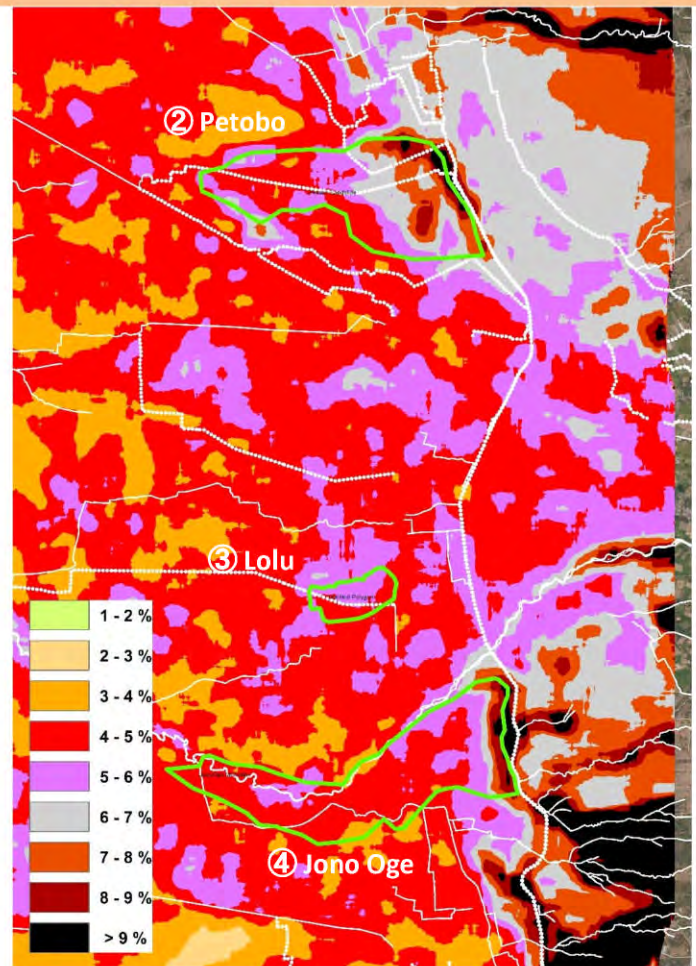 ② Petobo
③ Lolu
1 - 2 %
2 - 3 %
3 - 4 %
4 - 5 %
5 - 6 %
6 - 7 %
7 - 8 %
8 - 9 %
> 9 %
④ Jono Oge